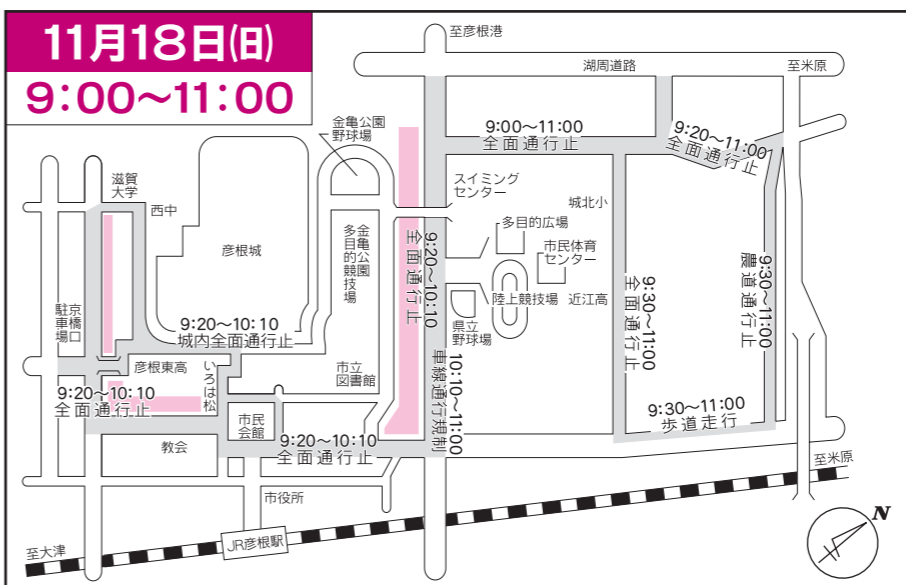 11月18日(日)
9:00〜11:00
至彦根港
湖周道路
至米原
金亀公園
野球場
9:00〜11:00
全面通行止
9:20〜11:00
全面通行止
滋賀
大学
西中
スイミング
センター
城北小
多目的広場
彦根城
金亀公園
多目的競技場
9:20〜10:10
全面通行止
市民体育
センター
9:30〜11:00
全面通行止
9:30〜11:00
農道通行止
陸上競技場
近江高
県立
野球場
京橋口
駐車場
9:20〜10:10
城内全面通行止
彦根東高
いろは松
市立
図書館
10:10〜11:00
車線通行規制
9:20〜10:10
全面通行止
9:30〜11:00
歩道走行
市民
会館
教会
9:20〜10:10
全面通行止
至米原
市役所
JR彦根駅
至大津
N